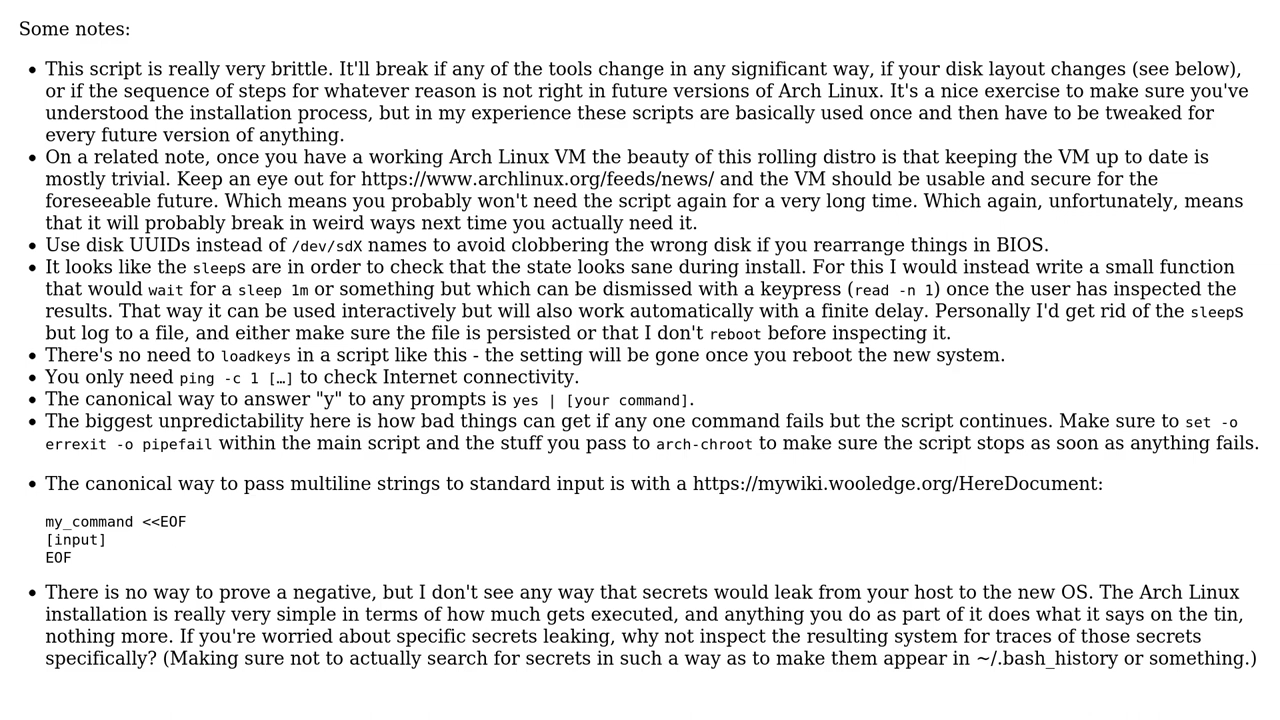 Some notes:
• This script is really very brittle. It'll break if any of the tools change in any significant way, if your disk layout changes (see below),
or if the sequence of steps for whatever reason is not right in future versions of Arch Linux. It's a nice exercise to make sure you've
understood the installation process, but in my experience these scripts are basically used once and then have to be tweaked for
every future version of anything.
• On a related note, once you have a working Arch Linux VM the beauty of this rolling distro is that keeping the VM up to date is
mostly trivial. Keep an eye out for https://www.archlinux.org/feeds/news/ and the VM should be usable and secure for the
foreseeable future. Which means you probably won't need the script again for a very long time. Which again, unfortunately, means
that it will probably break in weird ways next time you actually need it.
• Use disk UUIDs instead of /dev/sdX names to avoid clobbering the wrong disk if you rearrange things in BIOS.
• It looks like the sleeps are in order to check that the state looks sane during install. For this I would instead write a small function
that would wait for a sleep 1m or something but which can be dismissed with a keypress (read -n 1) once the user has inspected the
results. That way it can be used interactively but will also work automatically with a finite delay. Personally I'd get rid of the sleeps
but log to a file, and either make sure the file is persisted or that I don't reboot before inspecting it.
• There's no need to loadkeys in a script like this - the setting will be gone once you reboot the new system.
• You only need ping -c 1 […] to check Internet connectivity.
• The canonical way to answer "y" to any prompts is yes | [your command].
• The biggest unpredictability here is how bad things can get if any one command fails but the script continues. Make sure to set -o
errexit -o pipefail within the main script and the stuff you pass to arch-chroot to make sure the script stops as soon as anything fails.
• The canonical way to pass multiline strings to standard input is with a https://mywiki.wooledge.org/HereDocument:
my_command <<EOF
[input]
EOF
• There is no way to prove a negative, but I don't see any way that secrets would leak from your host to the new OS. The Arch Linux
installation is really very simple in terms of how much gets executed, and anything you do as part of it does what it says on the tin,
nothing more. If you're worried about specific secrets leaking, why not inspect the resulting system for traces of those secrets
specifically? (Making sure not to actually search for secrets in such a way as to make them appear in ~/.bash_history or something.)